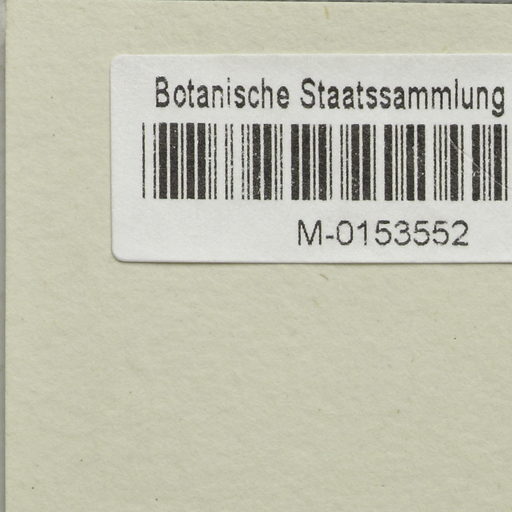 Botanische Staatssammlung
M-0153552